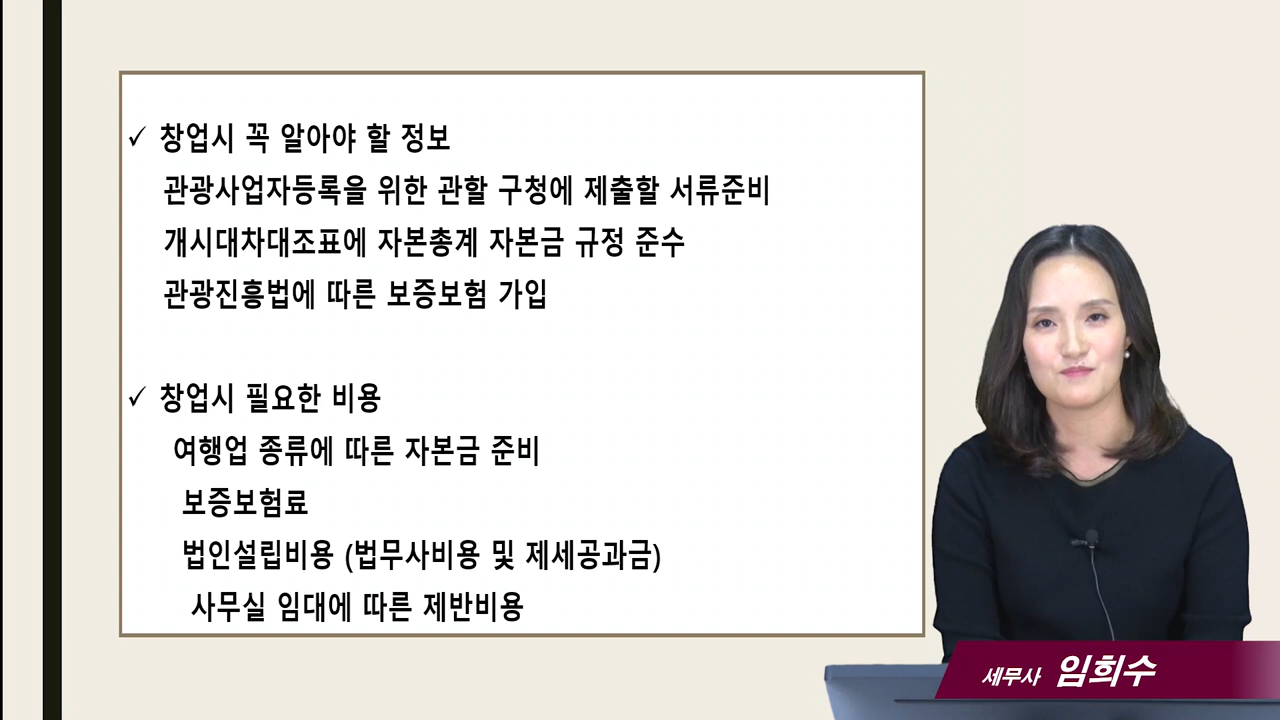 ✓ 창업시 꼭 알아야 할 정보
관광사업자등록을 위한 관할 구청에 제출할 서류준비
개시대차대조표에 자본총계 자본금 규정 준수
관광진흥법에 따른 보증보험 가입
✓ 창업시 필요한 비용
여행업 종류에 따른 자본금 준비
보증보험료
법인설립비용 (법무사비용 및 제세공과금)
사무실 임대에 따른 제반비용
세무사 임희수